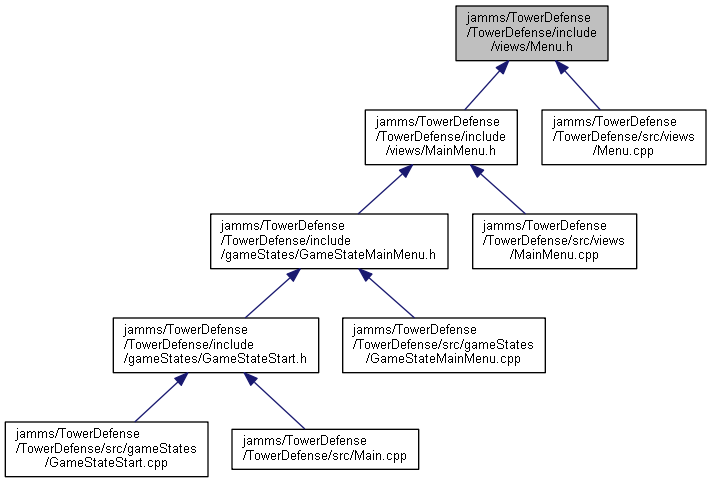 jamms/TowerDefense
/TowerDefense/include
/views/Menu.h
jamms/TowerDefense
/TowerDefense/include
/views/MainMenu.h
jamms/TowerDefense
/TowerDefense/src/views
/Menu.cpp
jamms/TowerDefense
/TowerDefense/include
/gameStates/GameStateMainMenu.h
jamms/TowerDefense
/TowerDefense/src/views
/MainMenu.cpp
jamms/TowerDefense
/TowerDefense/include
/gameStates/GameStateStart.h
jamms/TowerDefense
/TowerDefense/src/gameStates
/GameStateMainMenu.cpp
jamms/TowerDefense
/TowerDefense/src/gameStates
/GameStateStart.cpp
jamms/TowerDefense
/TowerDefense/src/Main.cpp